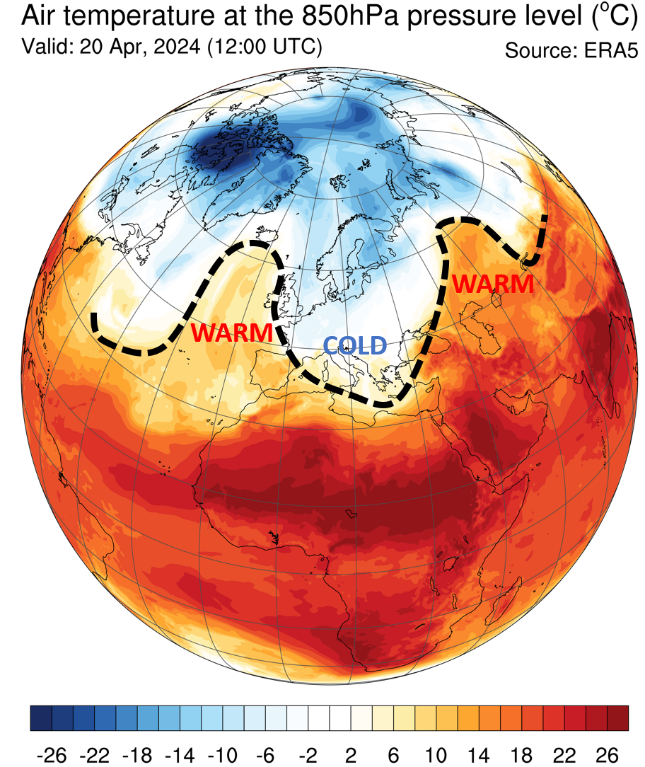 Air temperature at the 850hPa pressure level (°C)
Valid: 20 Apr, 2024 (12:00 UTC)
Source: ERA5
WARM
WARM
COLD
-26 -22 -18 -14 -10 -6 -2 2 6 10 14 18 22 26